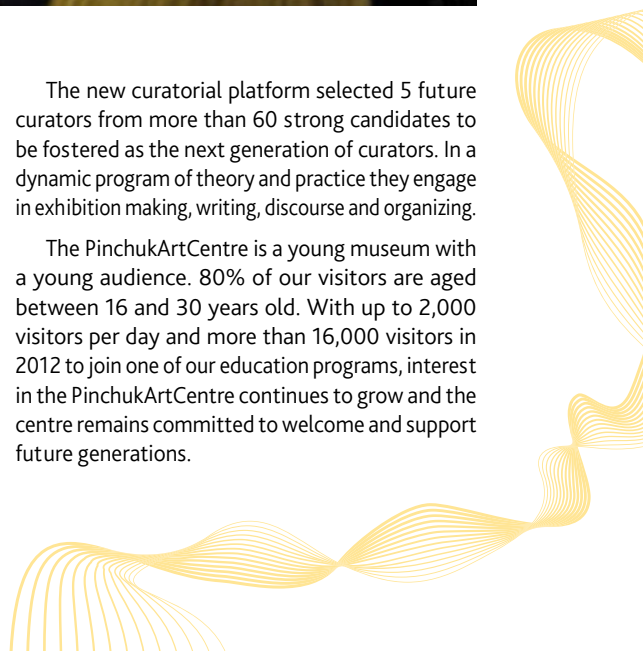 The new curatorial platform selected 5 future
curators from more than 60 strong candidates to
be fostered as the next generation of curators. In a
dynamic program of theory and practice they engage
in exhibition making, writing, discourse and organizing.
The PinchukArtCentre is a young museum with
a young audience. 80% of our visitors are aged
between 16 and 30 years old. With up to 2,000
visitors per day and more than 16,000 visitors in
2012 to join one of our education programs, interest
in the PinchukArtCentre continues to grow and the
centre remains committed to welcome and support
future generations.